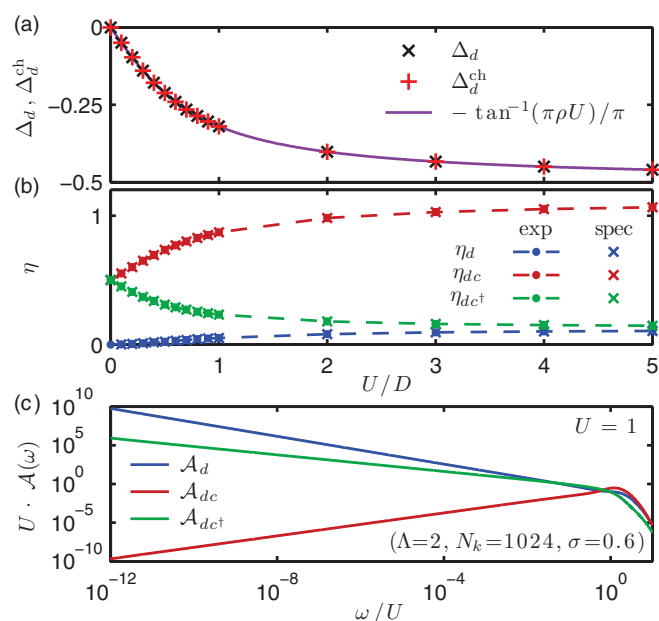 (a)
0
−0.25
−0.5
Δ_d , Δ_d^ch
Δ_d
Δ_d^ch
− tan⁻¹(πρU)/π
(b)
1
0
η
exp spec
η_d
η_dc
η_dc†
0 1 2 3 4 5
U/D
(c)
10^10
10^5
10^0
10^−5
10^−10
U · A(ω)
U = 1
A_d
A_dc
A_dc†
(Λ=2, N_k=1024, σ=0.6)
10^−12 10^−8 10^−4 10^0
ω/U